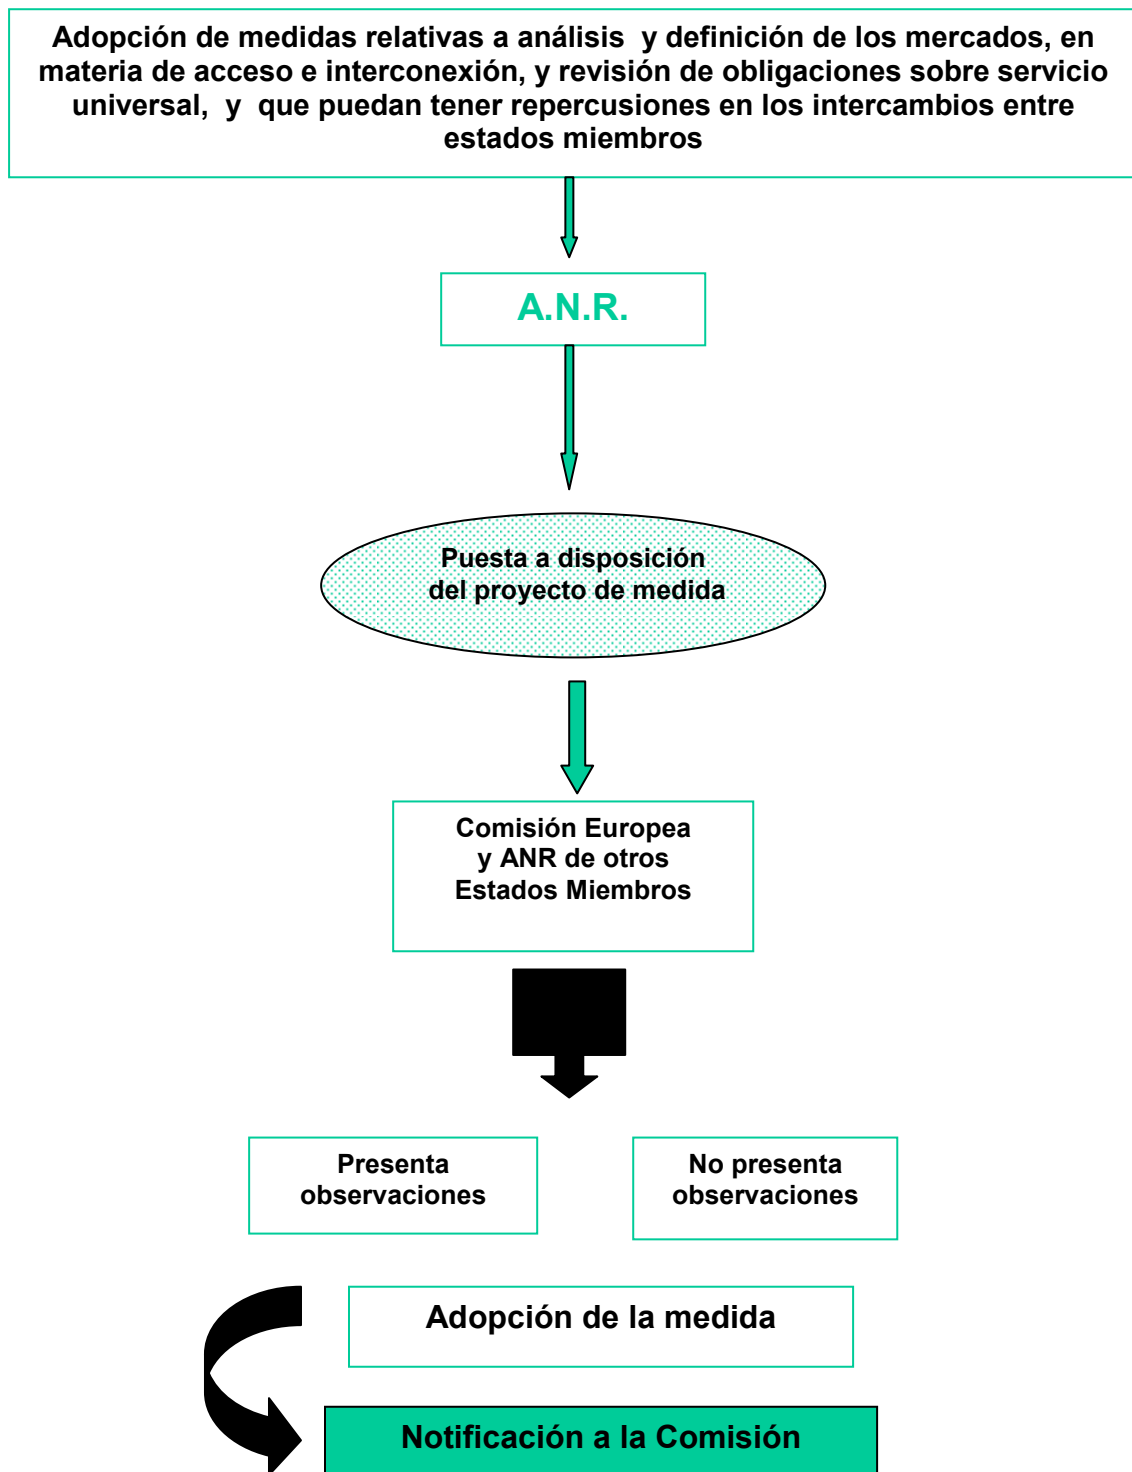 Adopción de medidas relativas a análisis y definición de los mercados, en
materia de acceso e interconexión, y revisión de obligaciones sobre servicio
universal, y que puedan tener repercusiones en los intercambios entre
estados miembros
A.N.R.
Puesta a disposición
del proyecto de medida
Comisión Europea
y ANR de otros
Estados Miembros
Presenta
observaciones
No presenta
observaciones
Adopción de la medida
Notificación a la Comisión